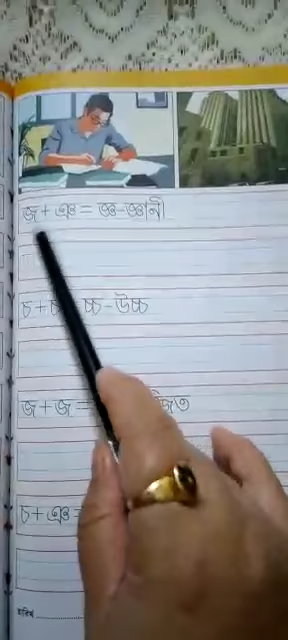 জ + ঞ = জ্ঞ - জ্ঞানী
চ + চ চ্চ - উচ্চ
জ + জ =
চ + ঞ =
তারিখ